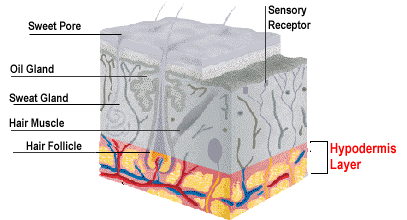 Sweet Pore
Oil Gland
Sweat Gland
Hair Muscle
Hair Follicle
Sensory
Receptor
Hypodermis
Layer